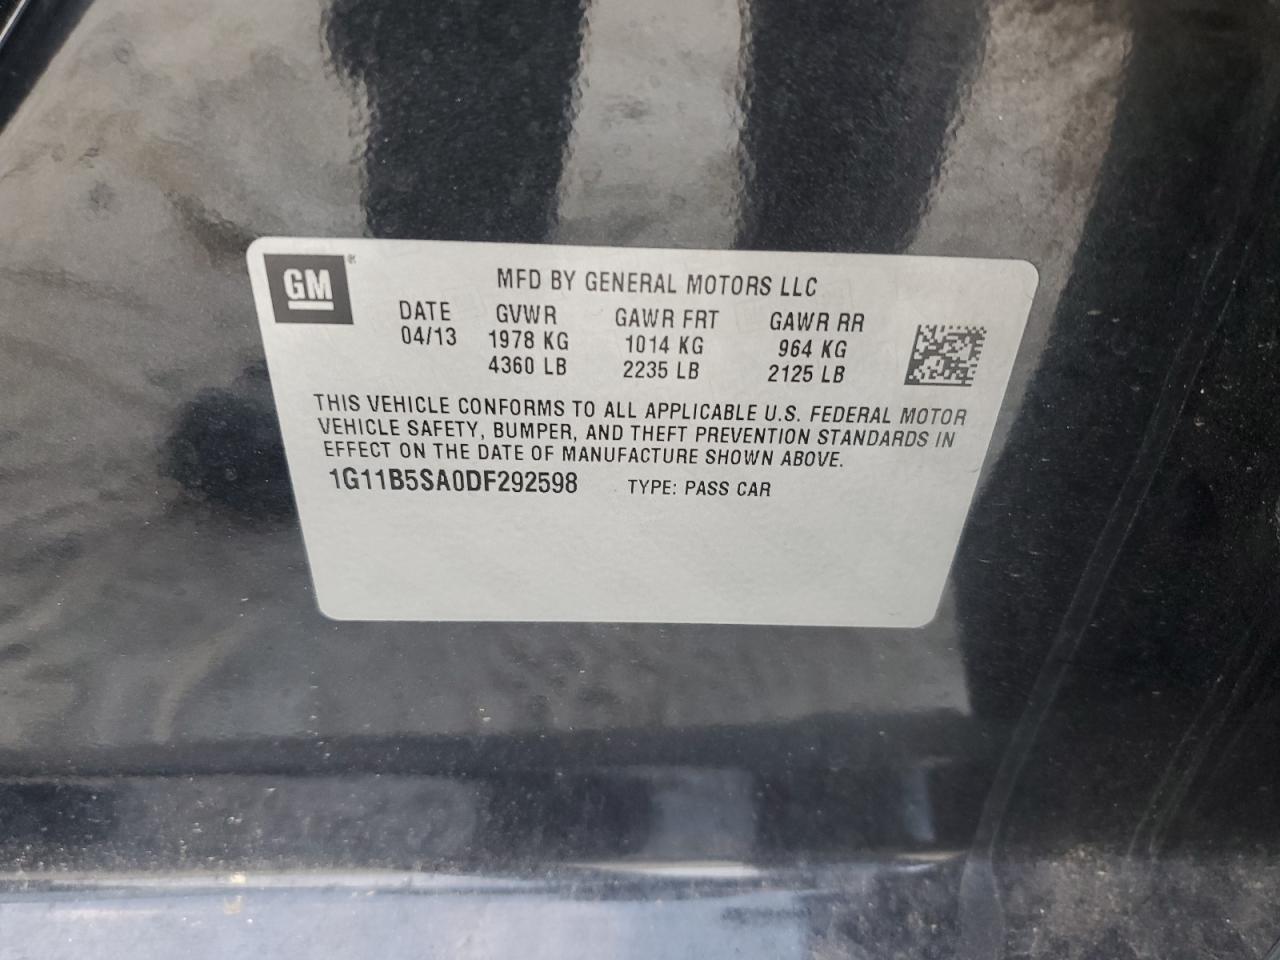 GM®
MFD BY GENERAL MOTORS LLC
DATE GVWR GAWR FRT GAWR RR
04/13 1978 KG 1014 KG 964 KG
4360 LB 2235 LB 2125 LB
THIS VEHICLE CONFORMS TO ALL APPLICABLE U.S. FEDERAL MOTOR
VEHICLE SAFETY, BUMPER, AND THEFT PREVENTION STANDARDS IN
EFFECT ON THE DATE OF MANUFACTURE SHOWN ABOVE.
1G11B5SA0DF292598 TYPE: PASS CAR